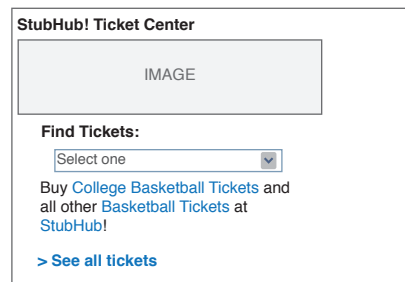 StubHub! Ticket Center
IMAGE
Find Tickets:
Select one
Buy College Basketball Tickets and
all other Basketball Tickets at
StubHub!
> See all tickets